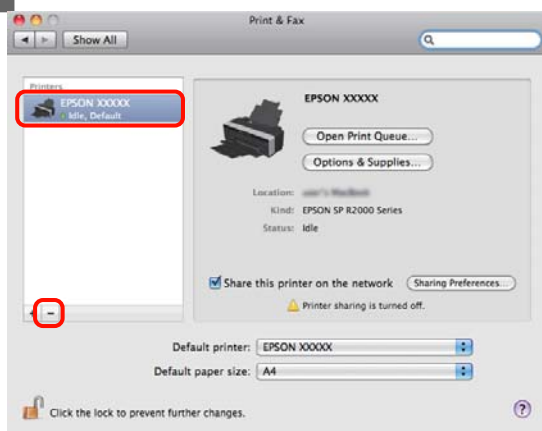 Print & Fax
Show All
Printers
EPSON XXXXX
Idle, Default
EPSON XXXXX
Open Print Queue...
Options & Supplies...
Location:
Kind: EPSON SP R2000 Series
Status: Idle
Share this printer on the network
Sharing Preferences...
Printer sharing is turned off.
+ −
Default printer: EPSON XXXXX
Default paper size: A4
Click the lock to prevent further changes.
?